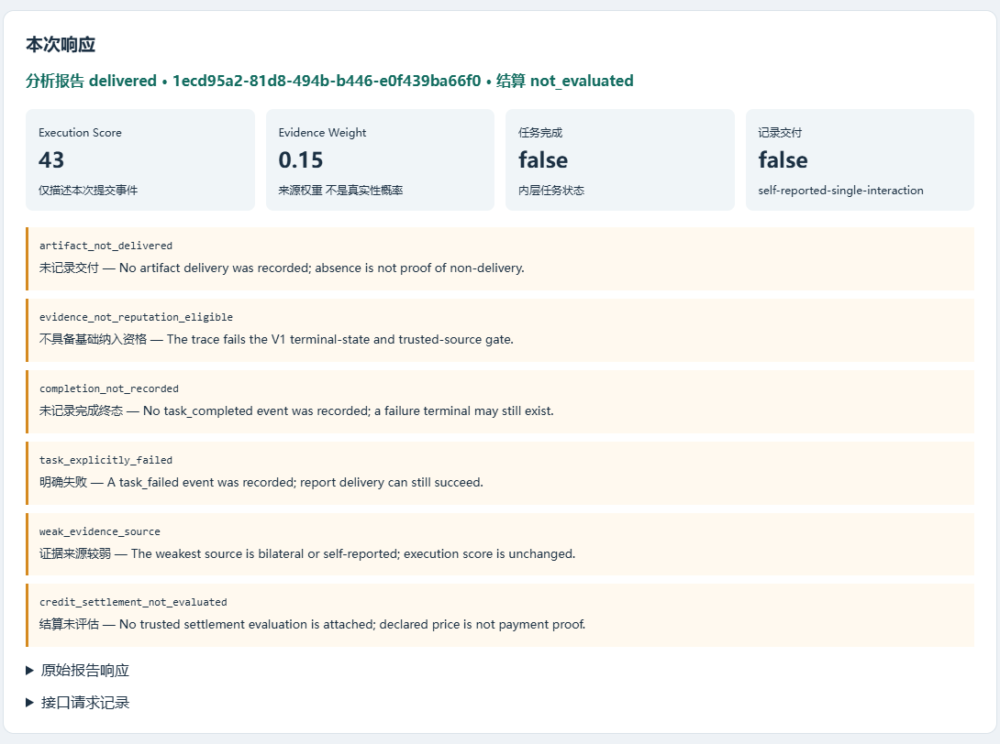 本次响应
分析报告 delivered • 1ecd95a2-81d8-494b-b446-e0f439ba66f0 • 结算 not_evaluated
Execution Score
43
仅描述本次提交事件
Evidence Weight
0.15
来源权重 不是真实性概率
任务完成
false
内层任务状态
记录交付
false
self-reported-single-interaction
artifact_not_delivered
未记录交付 — No artifact delivery was recorded; absence is not proof of non-delivery.
evidence_not_reputation_eligible
不具备基础纳入资格 — The trace fails the V1 terminal-state and trusted-source gate.
completion_not_recorded
未记录完成终态 — No task_completed event was recorded; a failure terminal may still exist.
task_explicitly_failed
明确失败 — A task_failed event was recorded; report delivery can still succeed.
weak_evidence_source
证据来源较弱 — The weakest source is bilateral or self-reported; execution score is unchanged.
credit_settlement_not_evaluated
结算未评估 — No trusted settlement evaluation is attached; declared price is not payment proof.
▶ 原始报告响应
▶ 接口请求记录